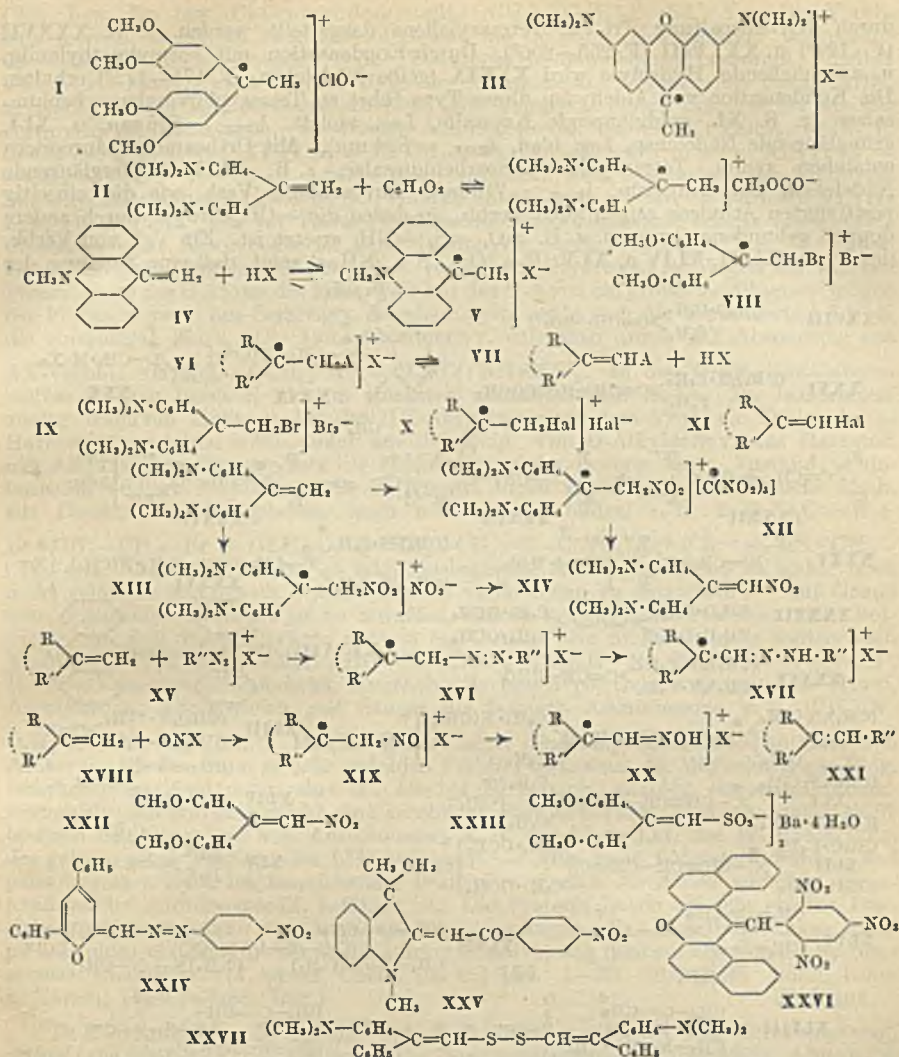 CH₃O
CH₃O
C—CH₃
CH₃O
CH₃O
+
ClO₄⁻
I
(CH₃)₂N
O
N(CH₃)₂
C
CH₃
+
X⁻
III
II
(CH₃)₂N·C₆H₄
(CH₃)₂N·C₆H₄
C=CH₂ + C₂H₄O₂ ⇌
(CH₃)₂N·C₆H₄
(CH₃)₂N·C₆H₄
C—CH₃
+
CH₃OCO⁻
CH₃N
C=CH₂ + HX ⇌
IV
CH₃N
C—CH₃
+
X⁻
V
CH₃O·C₆H₄
CH₃O·C₆H₄
C—CH₂Br
+
Br⁻
VIII
VI
R
R''
C—CH₂A
+
X⁻ ⇌
VII
R
R''
C=CHA + HX
IX
(CH₃)₂N·C₆H₄
(CH₃)₂N·C₆H₄
C—CH₂Br
+
Br₃⁻
X
R
R'
C—CH₂Hal
+
Hal⁻
XI
R
R'
C=CHHal
(CH₃)₂N·C₆H₄
(CH₃)₂N·C₆H₄
C=CH₂ →
(CH₃)₂N·C₆H₄
(CH₃)₂N·C₆H₄
C—CH₂NO₂
+
[C(NO₂)₃]
XII
XIII
(CH₃)₂N·C₆H₄
(CH₃)₂N·C₆H₄
C—CH₂NO₂
+
NO₃⁻ →
XIV
(CH₃)₂N·C₆H₄
(CH₃)₂N·C₆H₄
C=CHNO₂
R
R''
C=CH₂ + R''N₂
+
X⁻ →
XV
R
R''
C—CH₂—N:N·R''
+
X⁻ →
XVI
R
R''
C·CH:N·NH·R''
+
X⁻
XVII
R
R''
C=CH₂ + ONX →
XVIII
R
R''
C—CH₂·NO
+
X⁻ →
XIX
R
R''
C—CH=NOH
+
X⁻
XX
R
R''
C:CH·R''
XXI
XXII
CH₃O·C₆H₄
CH₃O·C₆H₄
C=CH—NO₂
XXIII
CH₃O·C₆H₄
CH₃O·C₆H₄
C=CH—SO₃⁻
+
Ba·4 H₂O
2
C₆H₅
C₆H₅
O
=CH—N=N—
—NO₂
XXIV
CH₃ CH₃
C
C=CH—CO—
—NO₂
N
CH₃
XXV
O
C=CH—
NO₂
NO₂
NO₂
XXVI
XXVII
(CH₃)₂N—C₆H₄
C₆H₅
C=CH—S—S—CH=C
C₆H₄—N(CH₃)₂
C₆H₅